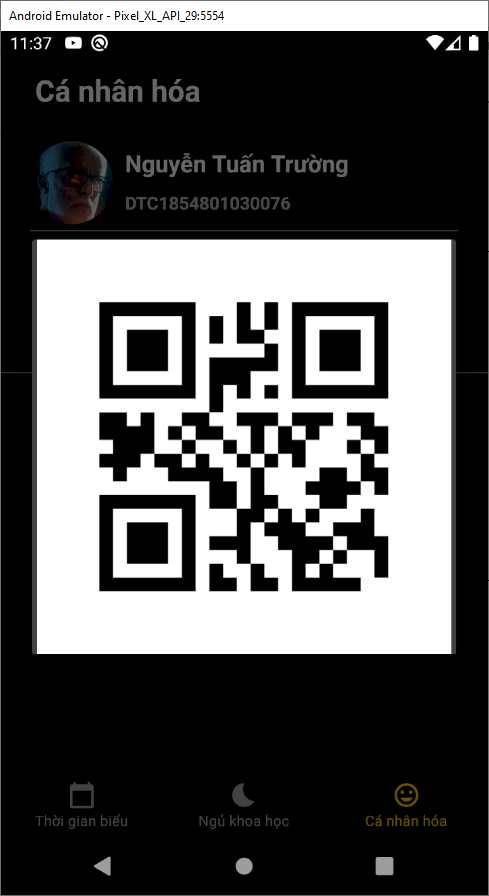 Android Emulator - Pixel_XL_API_29:5554
11:37
Cá nhân hóa
Nguyễn Tuấn Trường
DTC1854801030076
Thời gian biểu
Ngủ khoa học
Cá nhân hóa